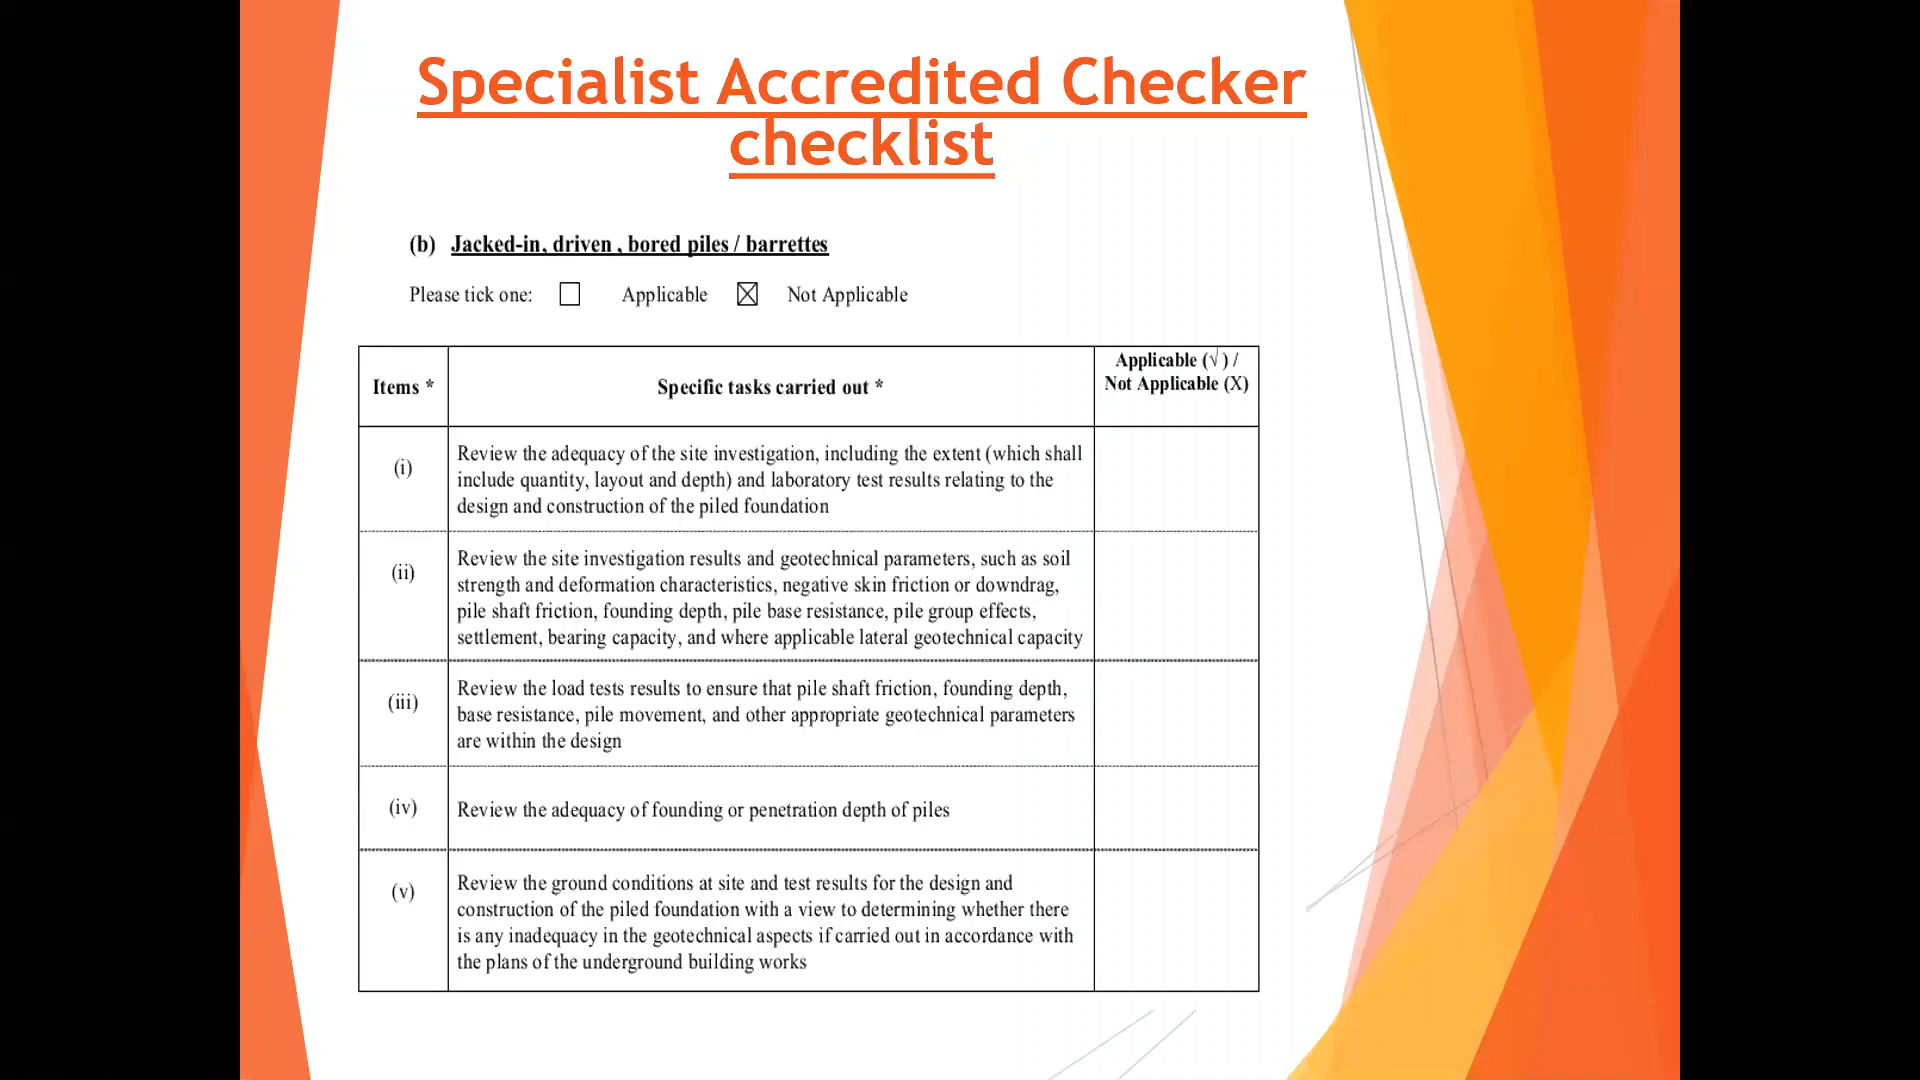 Specialist Accredited Checker
checklist
(b) Jacked-in, driven , bored piles / barrettes
Please tick one: ☐ Applicable ☒ Not Applicable
Items *
Specific tasks carried out *
Applicable (√ ) /
Not Applicable (X)
(i)
Review the adequacy of the site investigation, including the extent (which shall
include quantity, layout and depth) and laboratory test results relating to the
design and construction of the piled foundation
(ii)
Review the site investigation results and geotechnical parameters, such as soil
strength and deformation characteristics, negative skin friction or downdrag,
pile shaft friction, founding depth, pile base resistance, pile group effects,
settlement, bearing capacity, and where applicable lateral geotechnical capacity
(iii)
Review the load tests results to ensure that pile shaft friction, founding depth,
base resistance, pile movement, and other appropriate geotechnical parameters
are within the design
(iv)
Review the adequacy of founding or penetration depth of piles
(v)
Review the ground conditions at site and test results for the design and
construction of the piled foundation with a view to determining whether there
is any inadequacy in the geotechnical aspects if carried out in accordance with
the plans of the underground building works